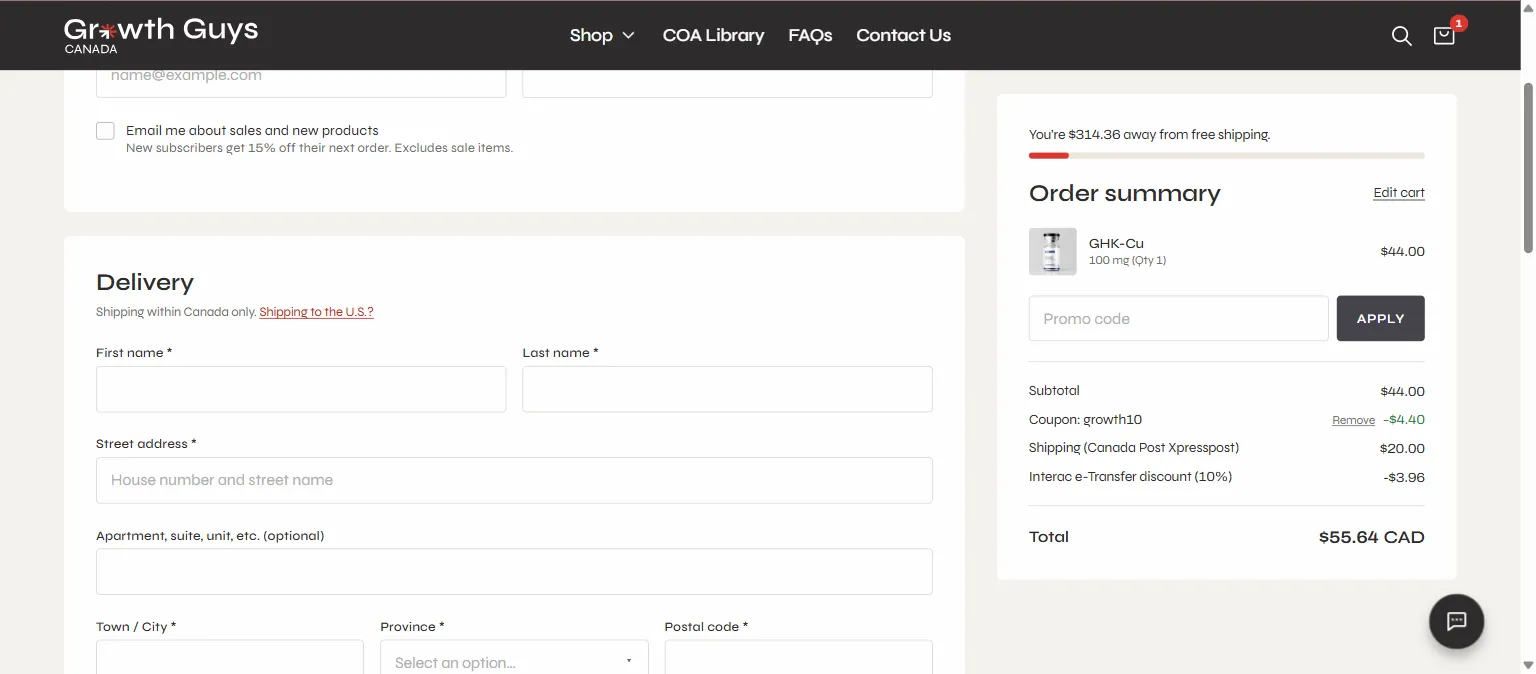 Growth Guys
CANADA
Shop
COA Library
FAQs
Contact Us
1
name@example.com
Email me about sales and new products
New subscribers get 15% off their next order. Excludes sale items.
Delivery
Shipping within Canada only. Shipping to the U.S.?
First name *
Last name *
Street address *
House number and street name
Apartment, suite, unit, etc. (optional)
Town / City *
Province *
Postal code *
Select an option...
You're $314.36 away from free shipping.
Order summary
Edit cart
GHK-Cu
100 mg (Qty 1)
$44.00
Promo code
APPLY
Subtotal $44.00
Coupon: growth10 Remove -$4.40
Shipping (Canada Post Xpresspost) $20.00
Interac e-Transfer discount (10%) -$3.96
Total $55.64 CAD